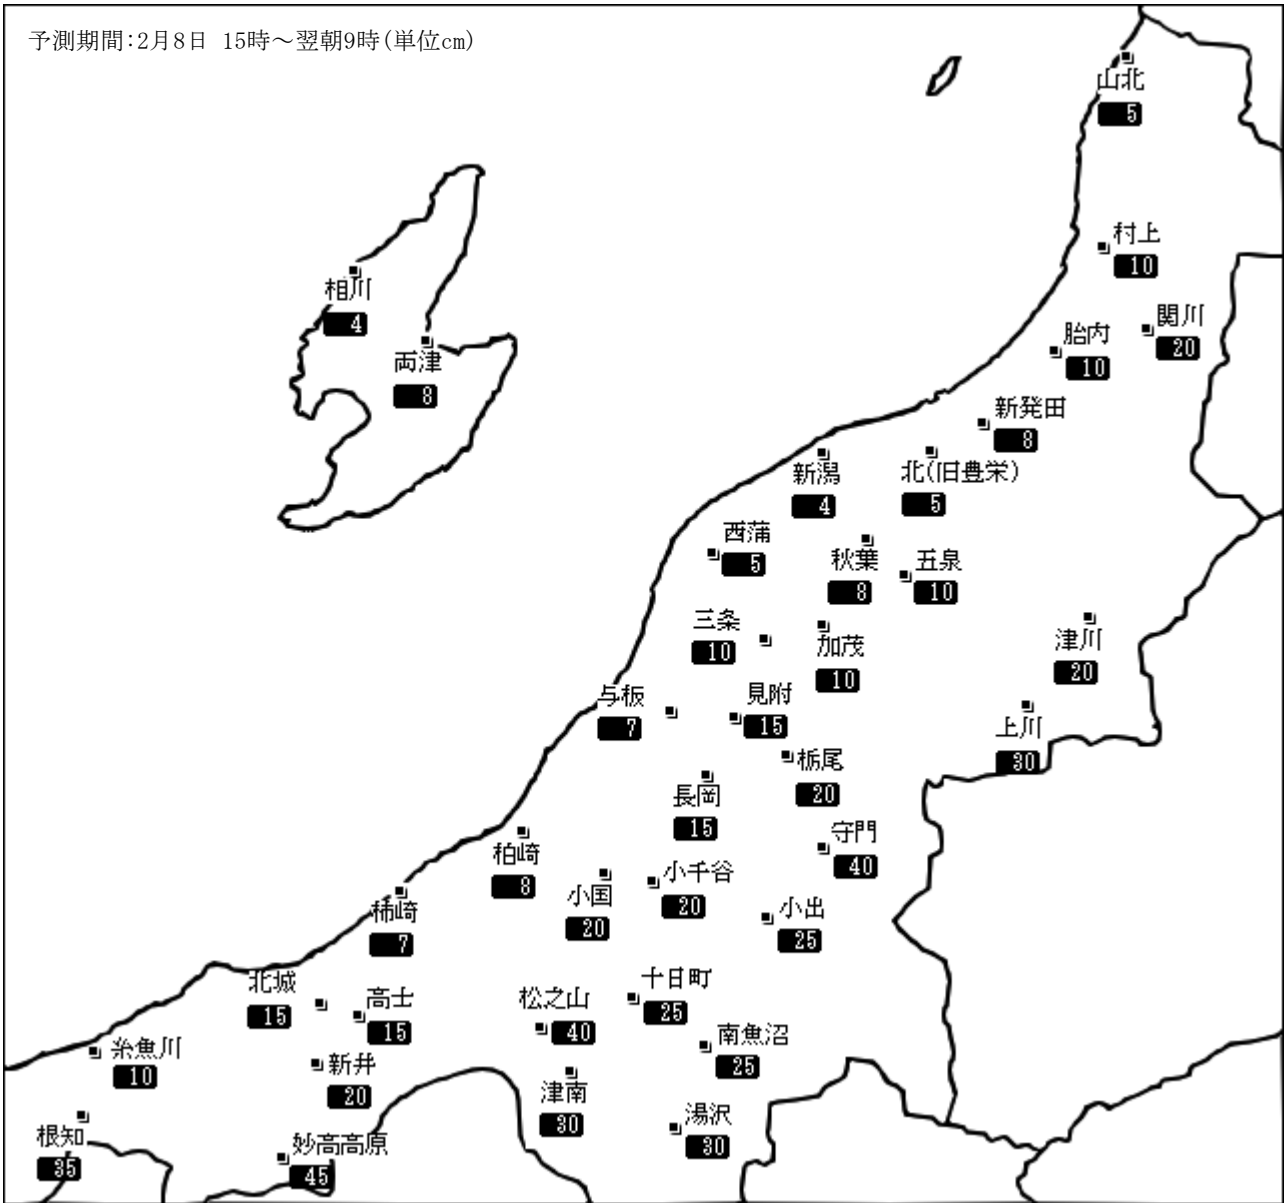 予測期間:2月8日 15時～翌朝9時(単位cm)
山北
5
村上
10
相川
4
関川
20
胎内
10
両津
8
新発田
8
新潟
4
北(旧豊栄)
5
西蒲
5
秋葉
8
五泉
10
三条
10
加茂
10
津川
20
与板
7
見附
15
上川
30
栃尾
20
長岡
15
守門
40
柏崎
8
小国
20
小千谷
20
小出
25
柿崎
7
北城
15
高士
15
松之山
40
十日町
25
南魚沼
25
糸魚川
10
新井
20
津南
30
湯沢
30
根知
35
妙高高原
45